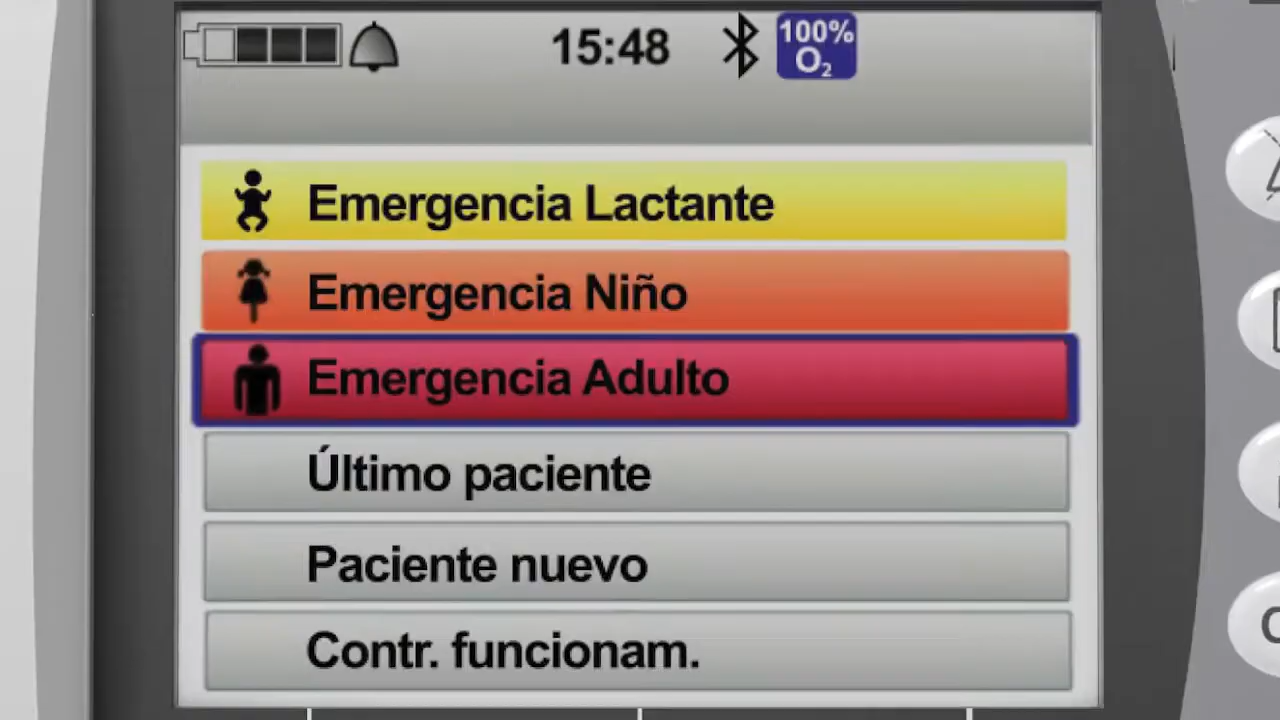 15:48
100%
O₂
Emergencia Lactante
Emergencia Niño
Emergencia Adulto
Último paciente
Paciente nuevo
Contr. funcionam.